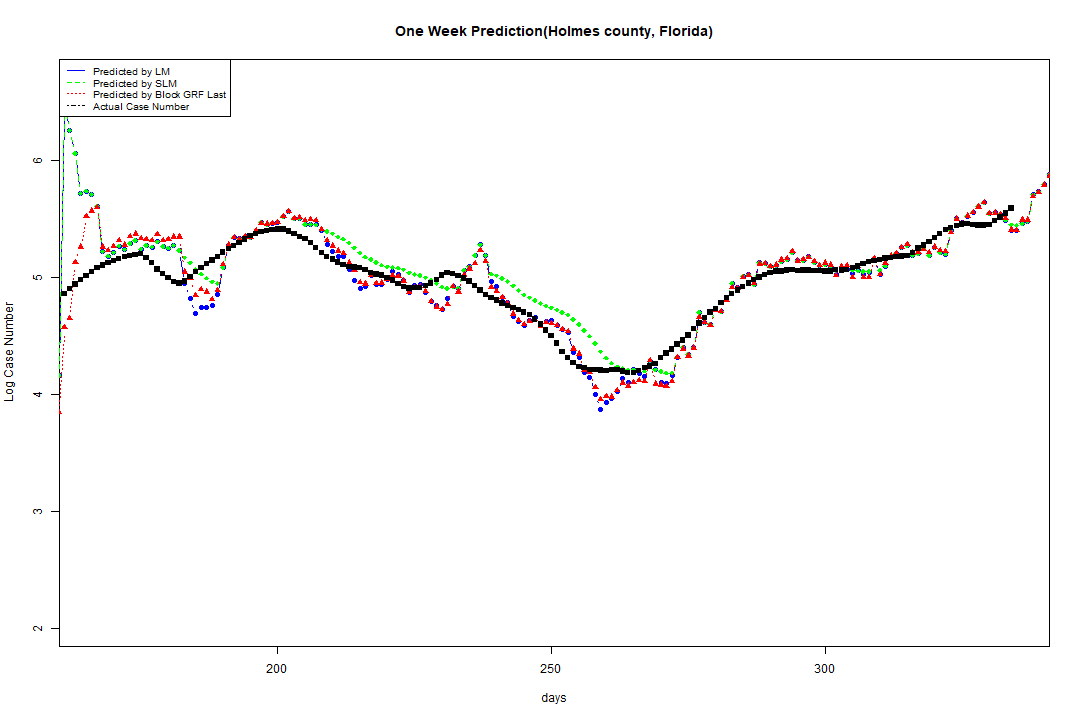 One Week Prediction(Holmes county, Florida)
Predicted by LM
Predicted by SLM
Predicted by Block GRF Last
Actual Case Number
6
5
4
3
2
Log Case Number
200 250 300
days